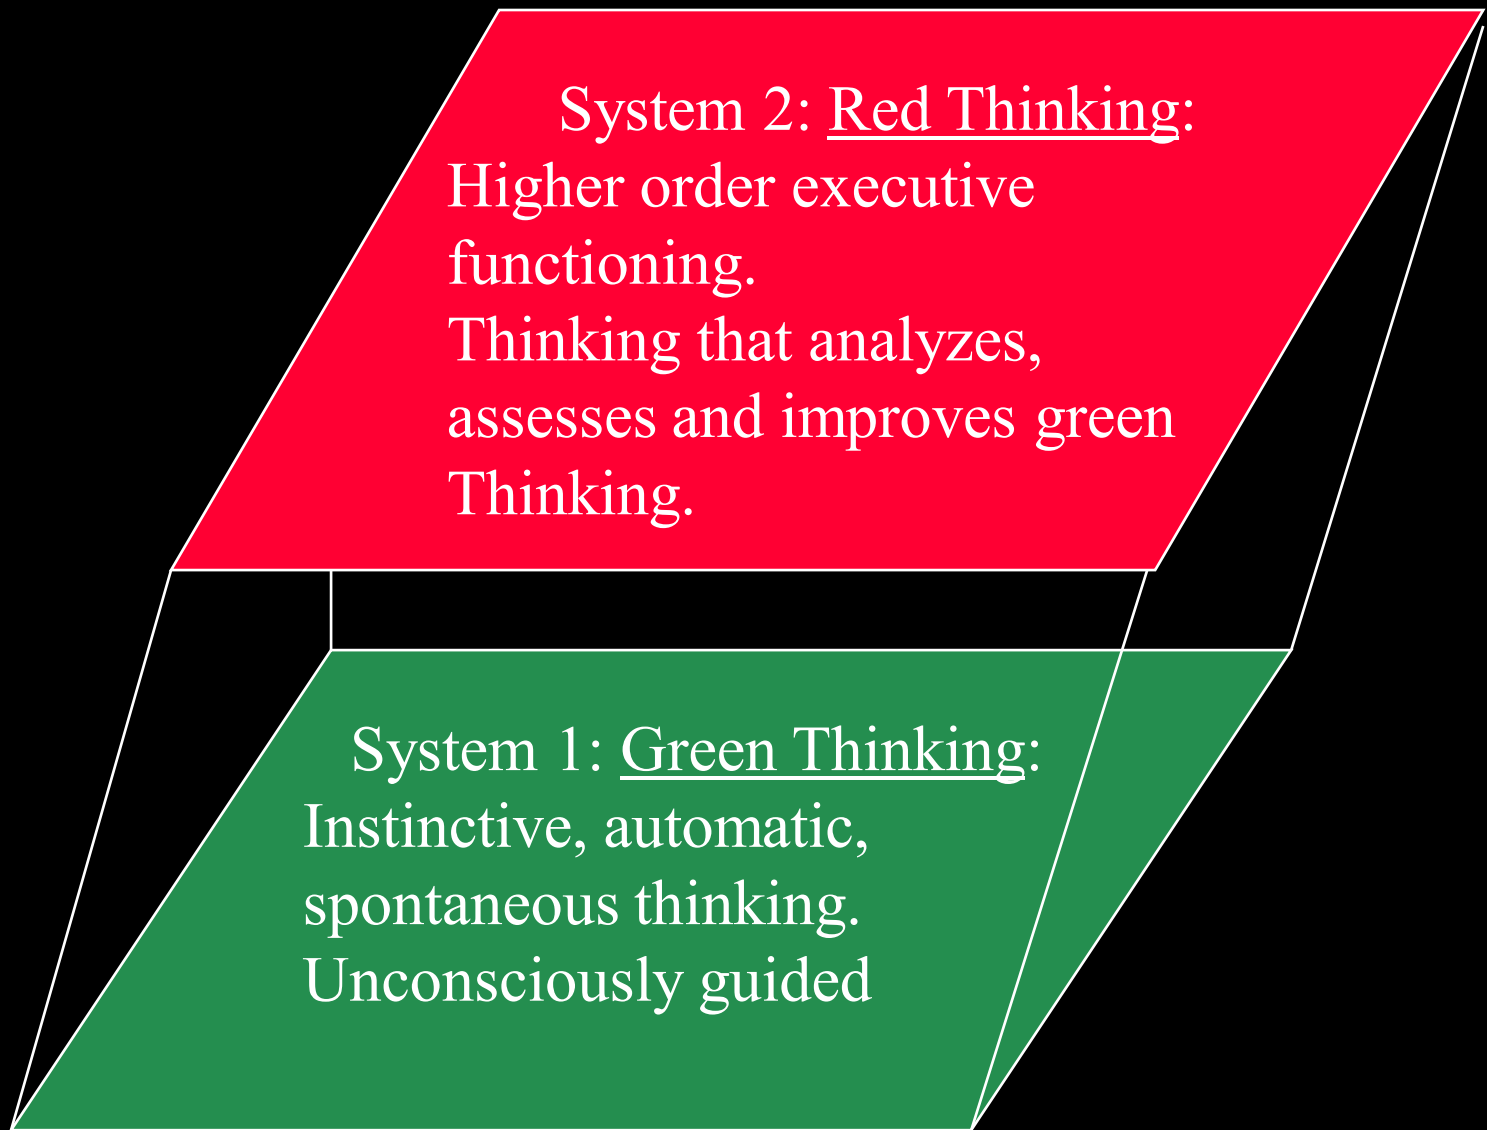 System 2: Red Thinking:
Higher order executive
functioning.
Thinking that analyzes,
assesses and improves green
Thinking.
System 1: Green Thinking:
Instinctive, automatic,
spontaneous thinking.
Unconsciously guided